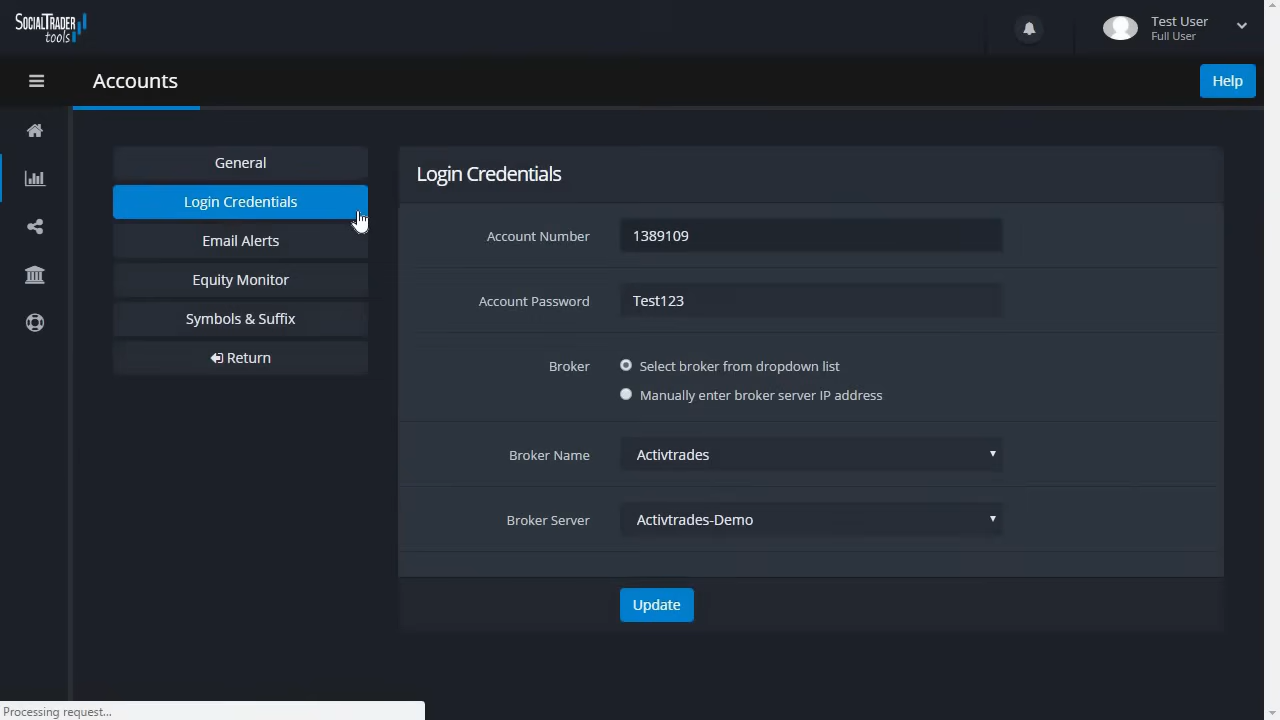 SOCIALTRADER
tools
Test User
Full User
Accounts
Help
General
Login Credentials
Email Alerts
Equity Monitor
Symbols & Suffix
Return
Login Credentials
Account Number
1389109
Account Password
Test123
Broker
Select broker from dropdown list
Manually enter broker server IP address
Broker Name
Activtrades
Broker Server
Activtrades-Demo
Update
Processing request...